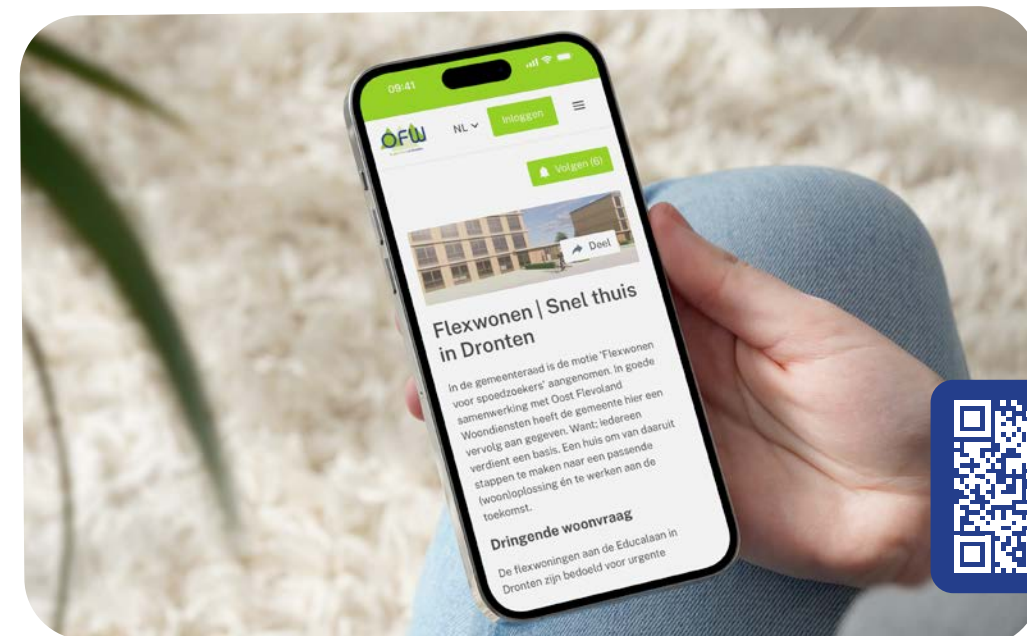 09:41
OFW
NL
Inloggen
Volgen (6)
Deel
Flexwonen | Snel thuis
in Dronten
In de gemeenteraad is de motie 'Flexwonen
voor spoedzoekers' aangenomen. In goede
samenwerking met Oost Flevoland
Woondiensten heeft de gemeente hier een
vervolg aan gegeven. Want: iedereen
verdient een basis. Een huis om van daaruit
stappen te maken naar een passende
(woon)oplossing én te werken aan de
toekomst.
Dringende woonvraag
De flexwoningen aan de Educalaan in
Dronten zijn bedoeld voor urgente